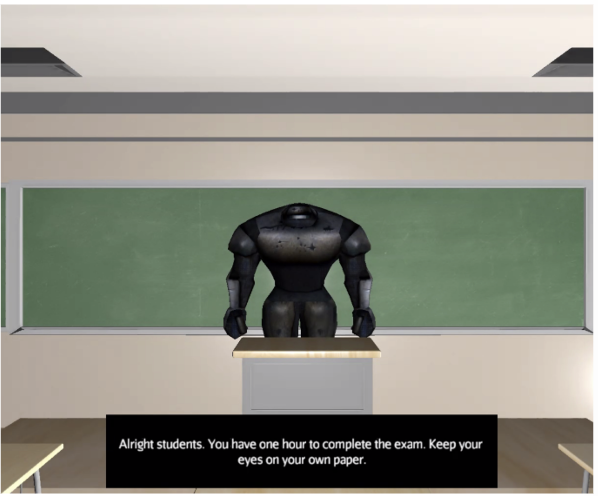 Alright students. You have one hour to complete the exam. Keep your
eyes on your own paper.